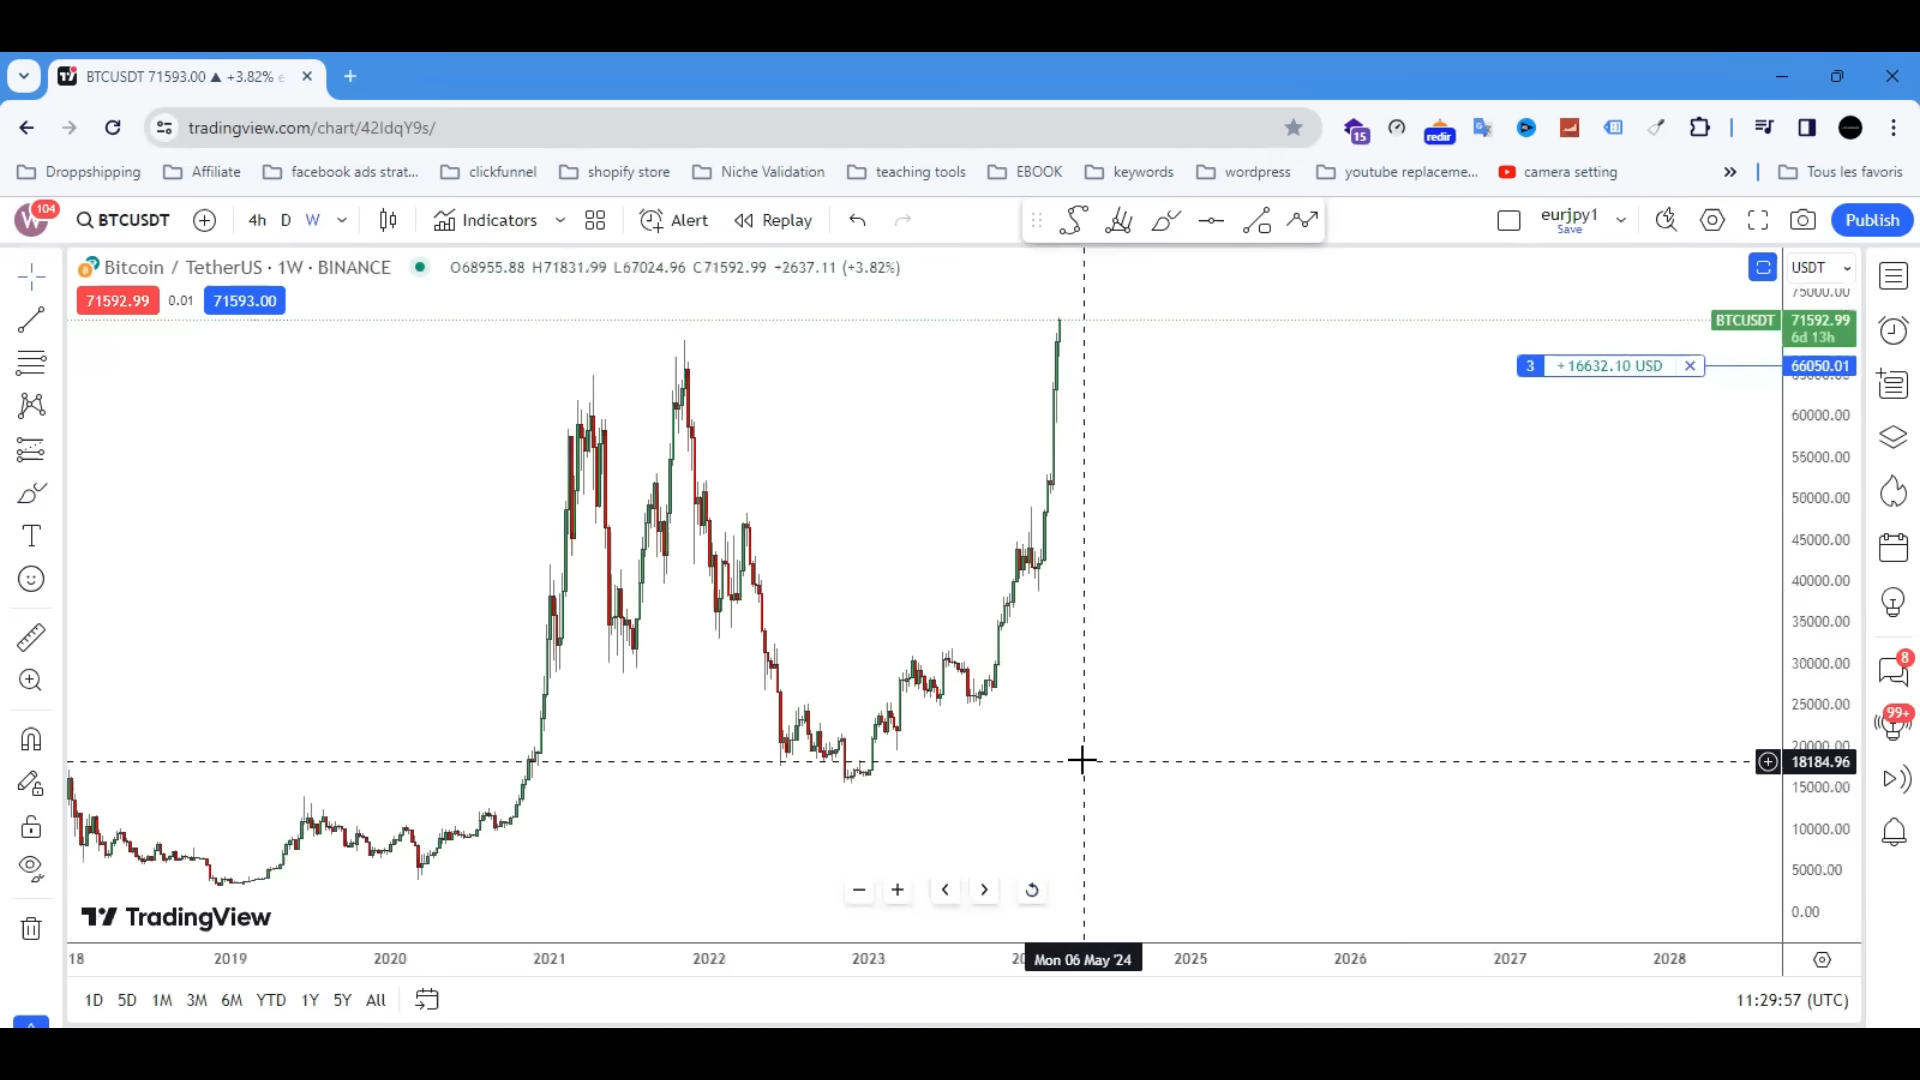 BTCUSDT 71593.00 ▲ +3.82%
tradingview.com/chart/42ldqY9s/
15
redir
Droppshipping Affiliate facebook ads strat... clickfunnel shopify store Niche Validation teaching tools EBOOK keywords wordpress youtube replaceme... camera setting » Tous les favoris
W 104 BTCUSDT 4h D W Indicators Alert Replay eurjpy1 Save Publish
Bitcoin / TetherUS · 1W · BINANCE O68955.88 H71831.99 L67024.96 C71592.99 +2637.11 (+3.82%) USDT
71592.99 0.01 71593.00
75000.00
BTCUSDT 71592.99
6d 13h
3 +16632.10 USD 66050.01
60000.00
55000.00
50000.00
45000.00
40000.00
35000.00
30000.00
25000.00
20000.00
18184.96
15000.00
10000.00
5000.00
0.00
8
99+
TradingView
18 2019 2020 2021 2022 2023 Mon 06 May '24 2025 2026 2027 2028
1D 5D 1M 3M 6M YTD 1Y 5Y All 11:29:57 (UTC)